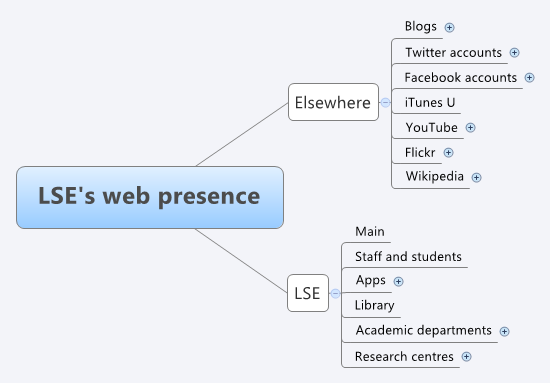 Blogs
Twitter accounts
Facebook accounts
Elsewhere
iTunes U
YouTube
Flickr
Wikipedia
LSE's web presence
Main
Staff and students
Apps
LSE
Library
Academic departments
Research centres